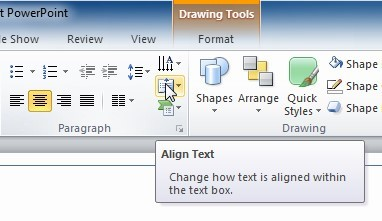 t PowerPoint
Drawing Tools
de Show
Review
View
Format
Shapes
Arrange
Quick
Styles
Shape
Shape
Shape
Paragraph
Drawing
Align Text
Change how text is aligned within
the text box.